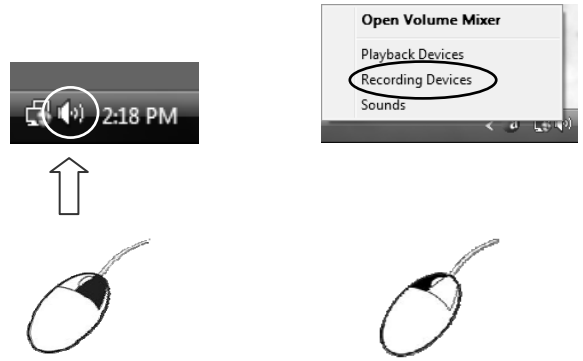 Open Volume Mixer
Playback Devices
Recording Devices
Sounds
2:18 PM